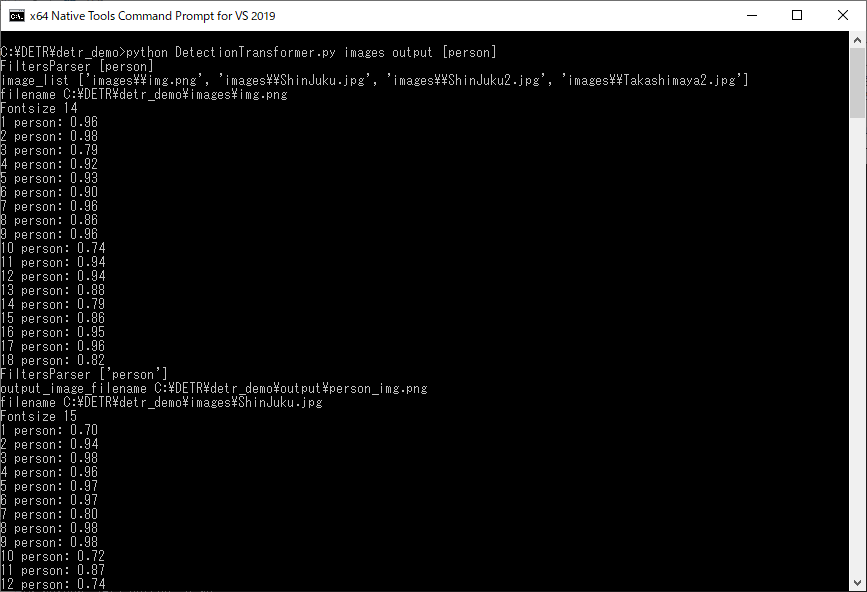 x64 Native Tools Command Prompt for VS 2019
C:¥DETR¥detr_demo>python DetectionTransformer.py images output [person]
FiltersParser [person]
image_list ['images¥¥img.png', 'images¥¥ShinJuku.jpg', 'images¥¥ShinJuku2.jpg', 'images¥¥Takashimaya2.jpg']
filename C:¥DETR¥detr_demo¥images¥img.png
Fontsize 14
1 person: 0.96
2 person: 0.98
3 person: 0.79
4 person: 0.92
5 person: 0.93
6 person: 0.90
7 person: 0.96
8 person: 0.86
9 person: 0.96
10 person: 0.74
11 person: 0.94
12 person: 0.94
13 person: 0.88
14 person: 0.79
15 person: 0.86
16 person: 0.95
17 person: 0.96
18 person: 0.82
FiltersParser ['person']
output_image_filename C:¥DETR¥detr_demo¥output¥person_img.png
filename C:¥DETR¥detr_demo¥images¥ShinJuku.jpg
Fontsize 15
1 person: 0.70
2 person: 0.94
3 person: 0.98
4 person: 0.96
5 person: 0.97
6 person: 0.97
7 person: 0.80
8 person: 0.98
9 person: 0.98
10 person: 0.72
11 person: 0.87
12 person: 0.74